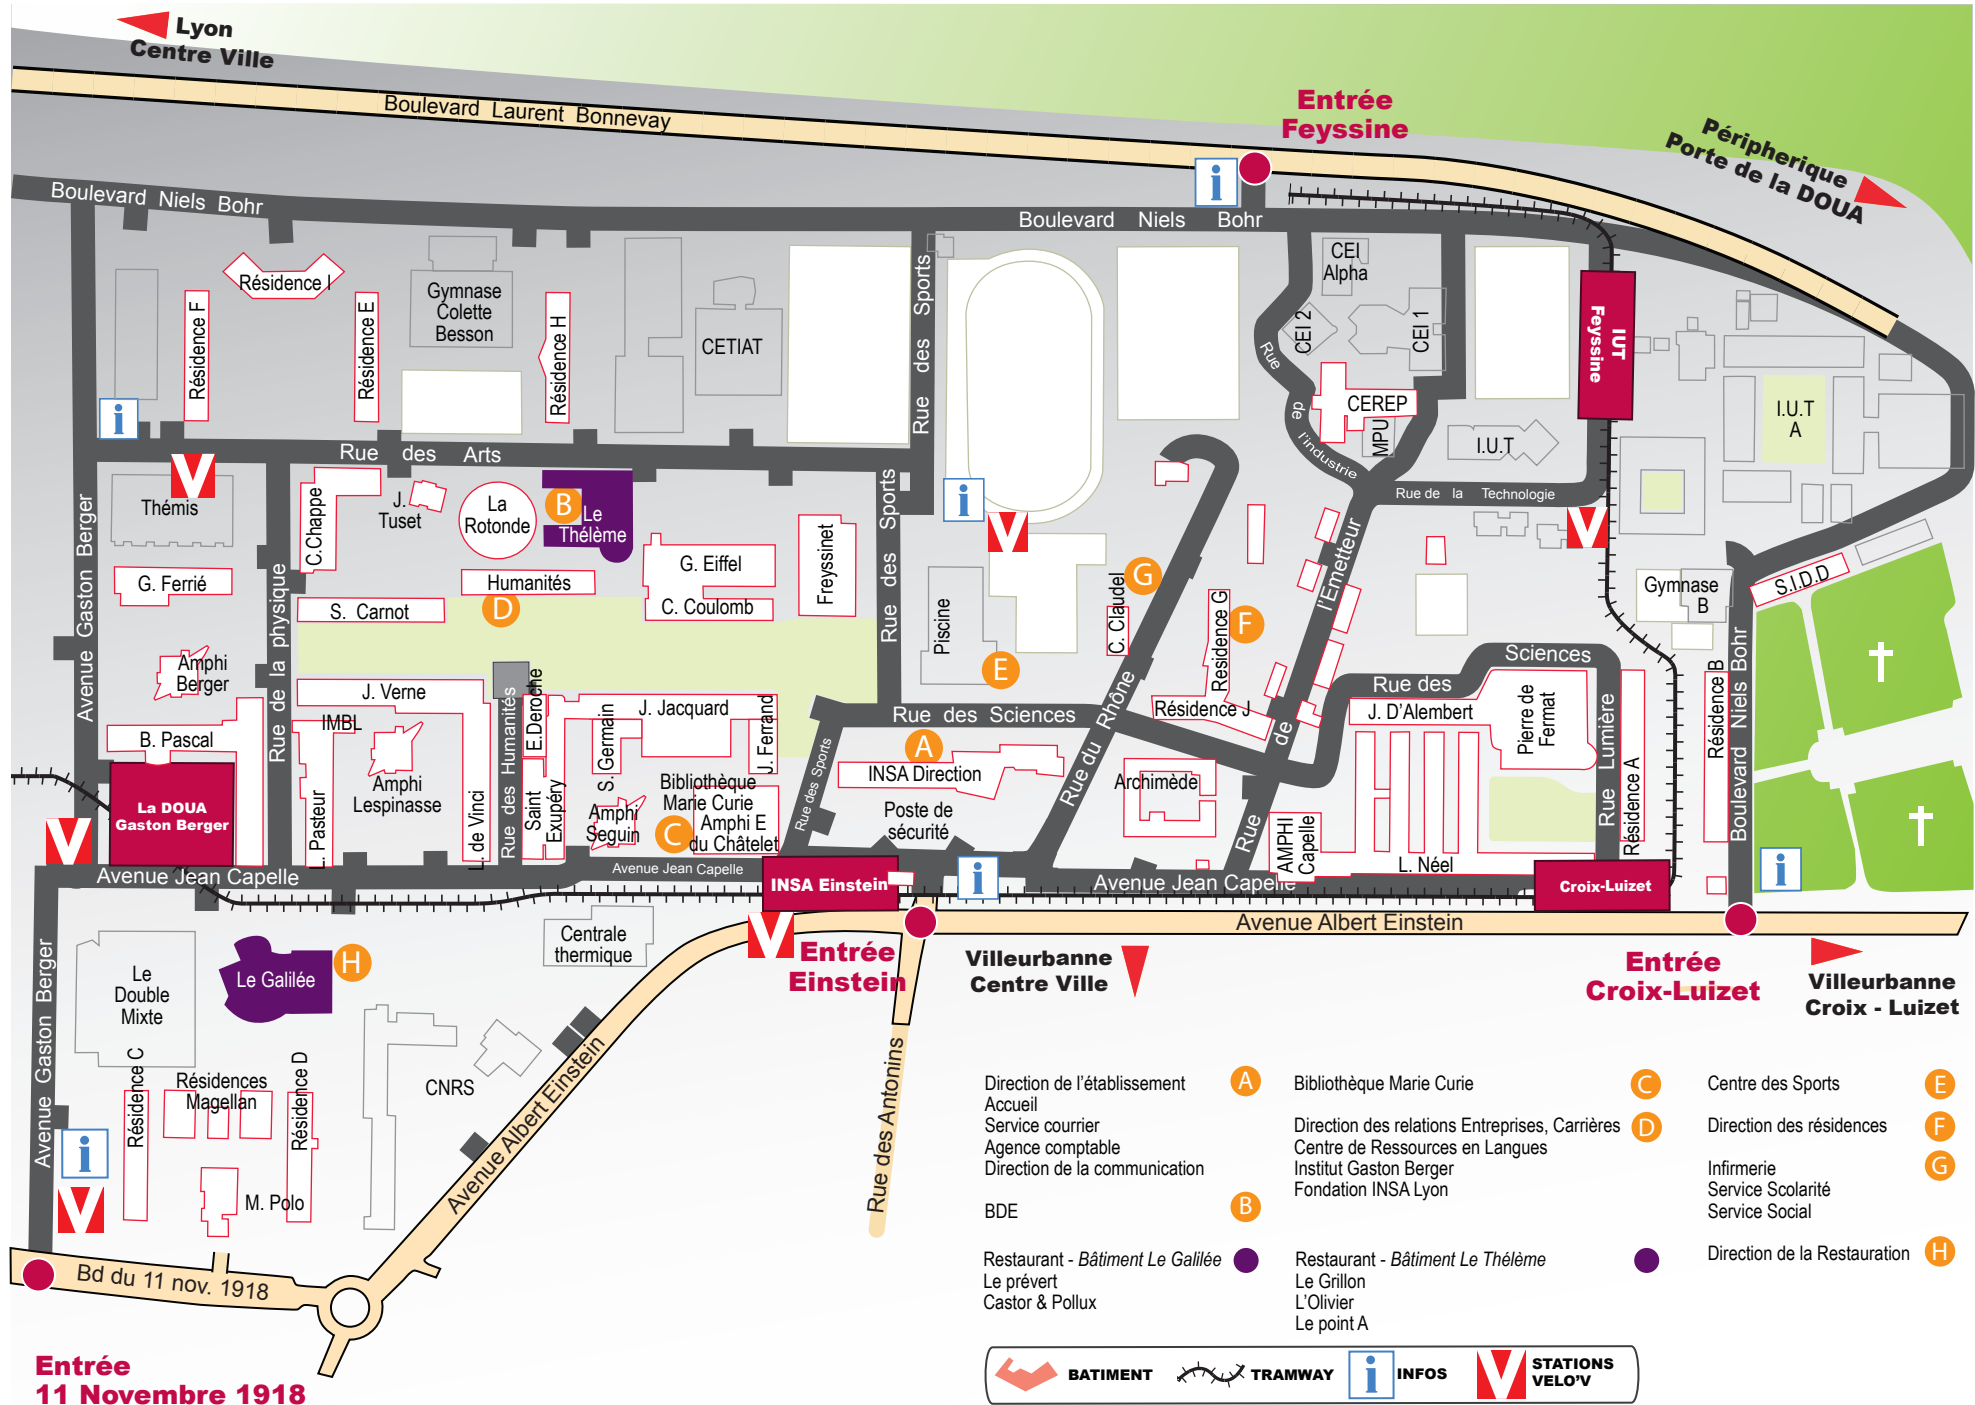 Lyon
Centre Ville
Boulevard Laurent Bonnevay
Entrée
Feyssine
Péripherique
Porte de la DOUA
i
Boulevard Niels Bohr
Boulevard Niels Bohr
Résidence F
Résidence I
Résidence E
Gymnase
Colette
Besson
Résidence H
CETIAT
Rue des Sports
CEI
Alpha
CEI 2
CEI 1
Rue de l'industrie
CEREP
MPU
I.U.T
IUT
Feyssine
I.U.T
A
i
Rue des Arts
V
Thémis
C.Chappe
J.
Tuset
La
Rotonde
B
Le
Thélème
G. Eiffel
Freyssinet
Rue des Sports
i
V
Rue de la Technologie
V
Avenue Gaston Berger
G. Ferrié
Rue de la physique
S. Carnot
Humanités
D
C. Coulomb
Piscine
E
C. Claudel
G
Résidence G
F
Rue de l'Emetteur
Gymnase
B
S.I.D.D
Amphi
Berger
J. Verne
IMBL
B. Pascal
Rue des Humanités
E.Deroche
S. Germain
J. Jacquard
J. Ferrand
Rue des Sciences
Rue du Rhône
Résidence J
Rue des Sciences
J. D'Alembert
Pierre de
Fermat
Rue Lumière
Résidence A
Résidence B
Boulevard Niels Bohr
La DOUA
Gaston Berger
L. Pasteur
Amphi
Lespinasse
L. de Vinci
Saint
Exupéry
Amphi
Seguin
Bibliothèque
Marie Curie
Amphi E
du Châtelet
C
Rue des Sports
A
INSA Direction
Poste de
sécurité
Archimède
AMPHI
Capelle
L. Néel
V
Avenue Jean Capelle
Avenue Jean Capelle
INSA Einstein
i
Avenue Jean Capelle
Croix-Luizet
i
Avenue Albert Einstein
V
Entrée
Einstein
Villeurbanne
Centre Ville
Entrée
Croix-Luizet
Villeurbanne
Croix - Luizet
Avenue Gaston Berger
Le
Double
Mixte
Le Galilée
H
Centrale
thermique
CNRS
Résidence C
Résidences
Magellan
Résidence D
M. Polo
i
V
Avenue Albert Einstein
Rue des Antonins
Bd du 11 nov. 1918
Entrée
11 Novembre 1918
Direction de l'établissement A
Accueil
Service courrier
Agence comptable
Direction de la communication
BDE B
Restaurant - Bâtiment Le Galilée
Le prévert
Castor & Pollux
Bibliothèque Marie Curie C
Direction des relations Entreprises, Carrières D
Centre de Ressources en Langues
Institut Gaston Berger
Fondation INSA Lyon
Restaurant - Bâtiment Le Thélème
Le Grillon
L'Olivier
Le point A
Centre des Sports E
Direction des résidences F
Infirmerie G
Service Scolarité
Service Social
Direction de la Restauration H
BATIMENT
TRAMWAY
i INFOS
V STATIONS
VELO'V